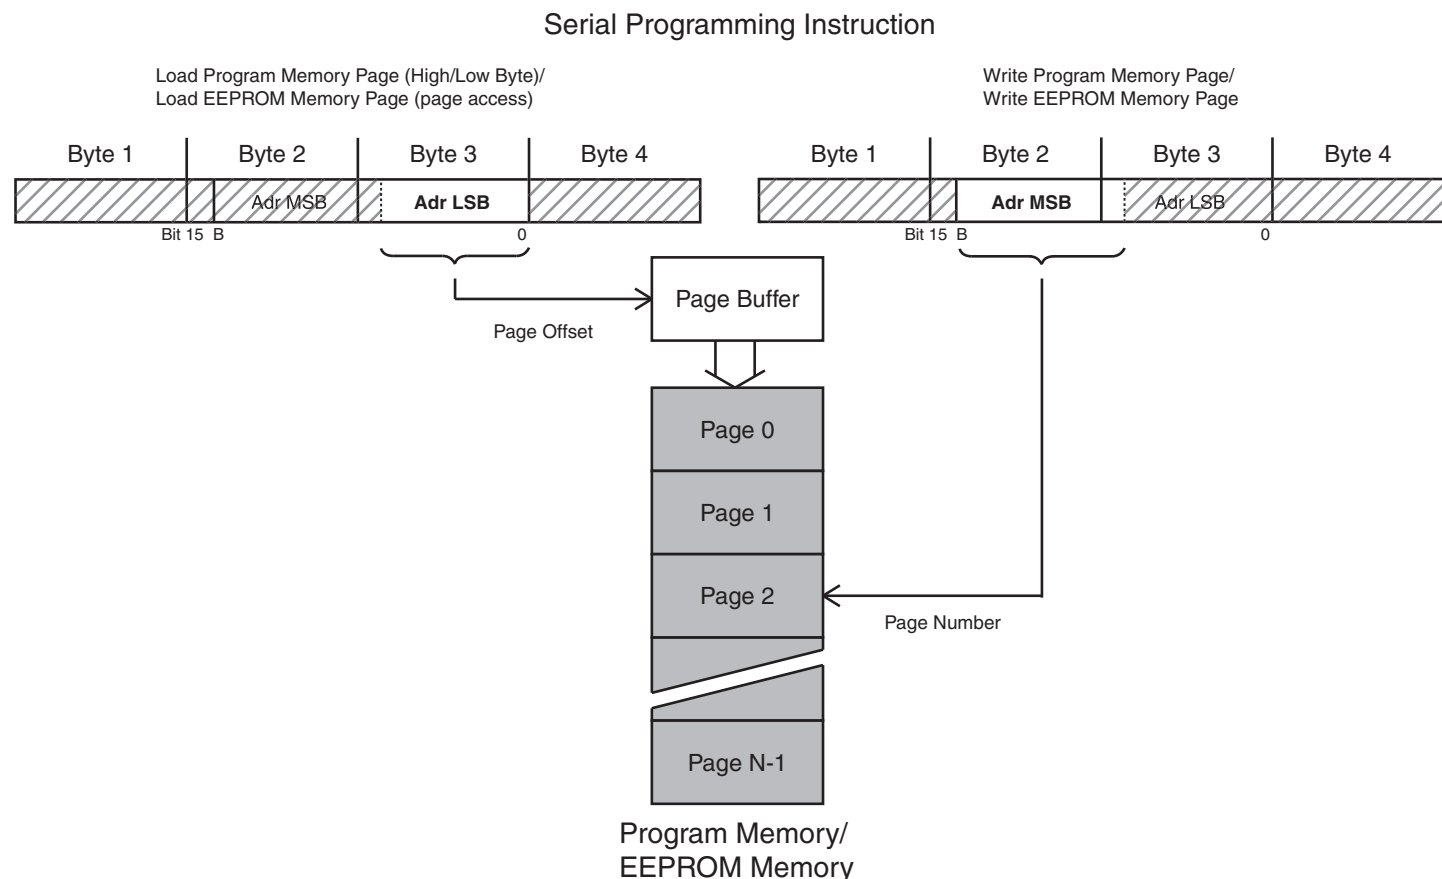 Serial Programming Instruction
Load Program Memory Page (High/Low Byte)/
Load EEPROM Memory Page (page access)
Write Program Memory Page/
Write EEPROM Memory Page
Byte 1 Byte 2 Byte 3 Byte 4
Byte 1 Byte 2 Byte 3 Byte 4
Adr MSB Adr LSB
Adr MSB Adr LSB
Bit 15 B 0
Bit 15 B 0
Page Buffer
Page Offset
Page 0
Page 1
Page 2
Page Number
Page N-1
Program Memory/
EEPROM Memory